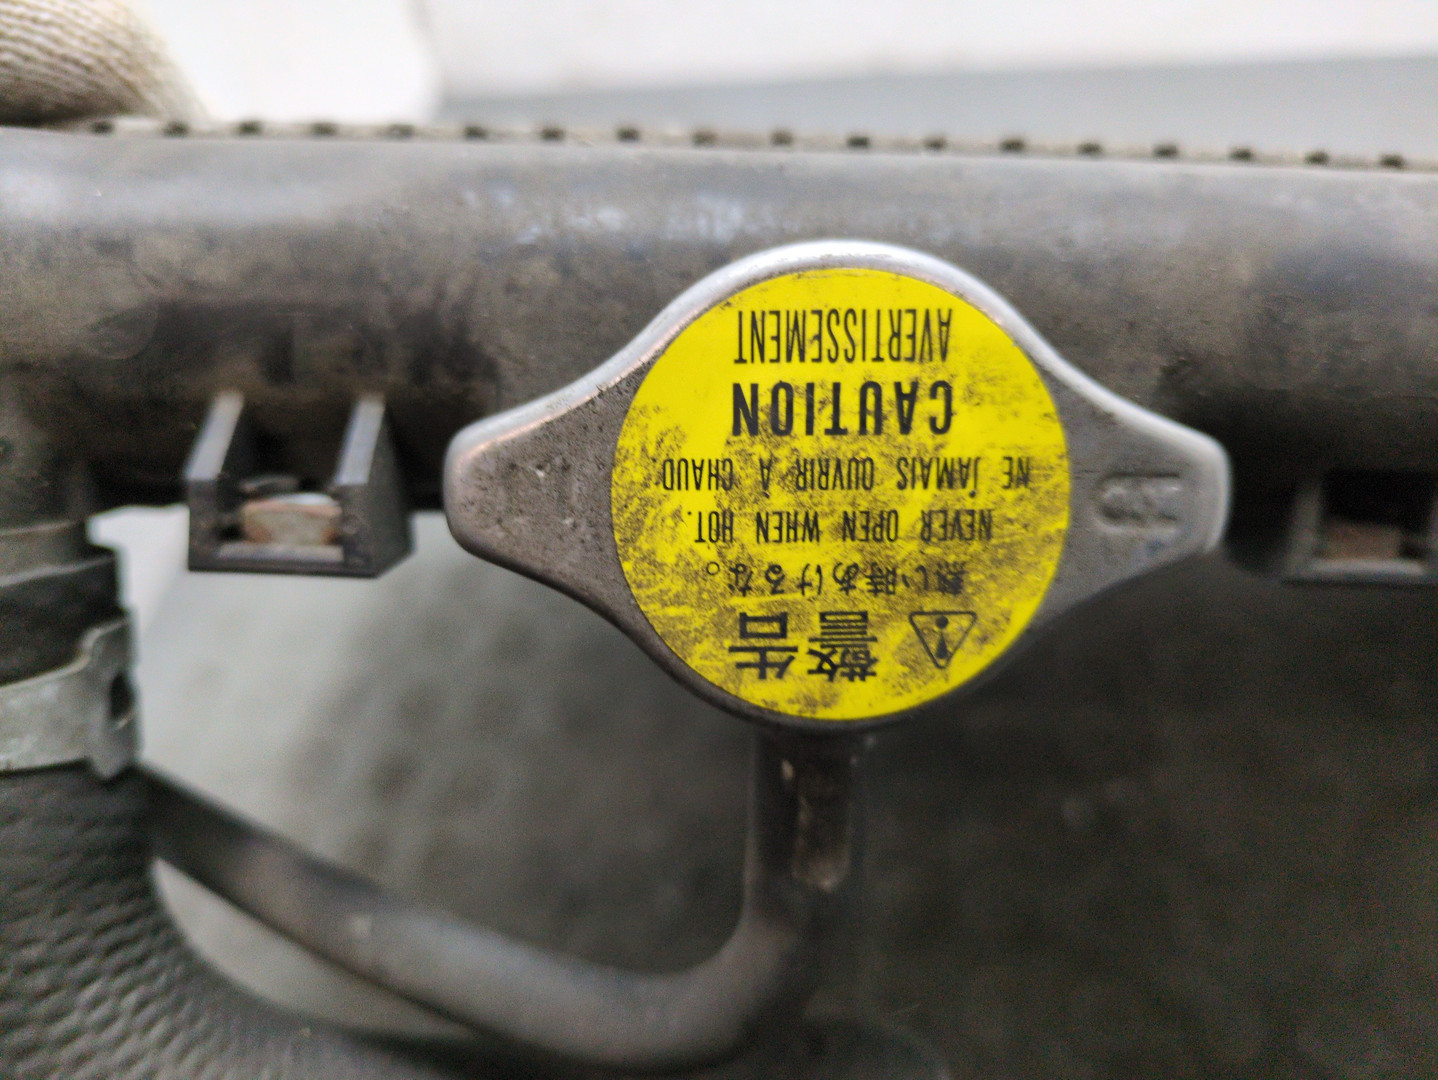 ⚠ 警告
熱い時あけるな。
NEVER OPEN WHEN HOT.
NE JAMAIS OUVRIR À CHAUD
CAUTION
AVERTISSEMENT